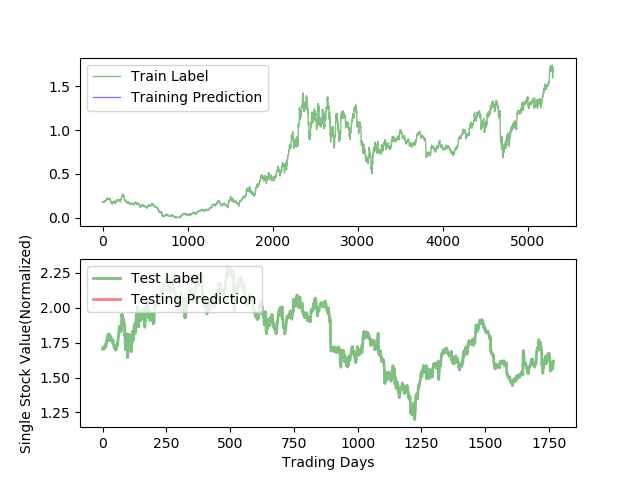 Train Label
Training Prediction
1.5
1.0
0.5
0.0
0 1000 2000 3000 4000 5000
Single Stock Value(Normalized)
Test Label
Testing Prediction
2.25
2.00
1.75
1.50
1.25
0 250 500 750 1000 1250 1500 1750
Trading Days